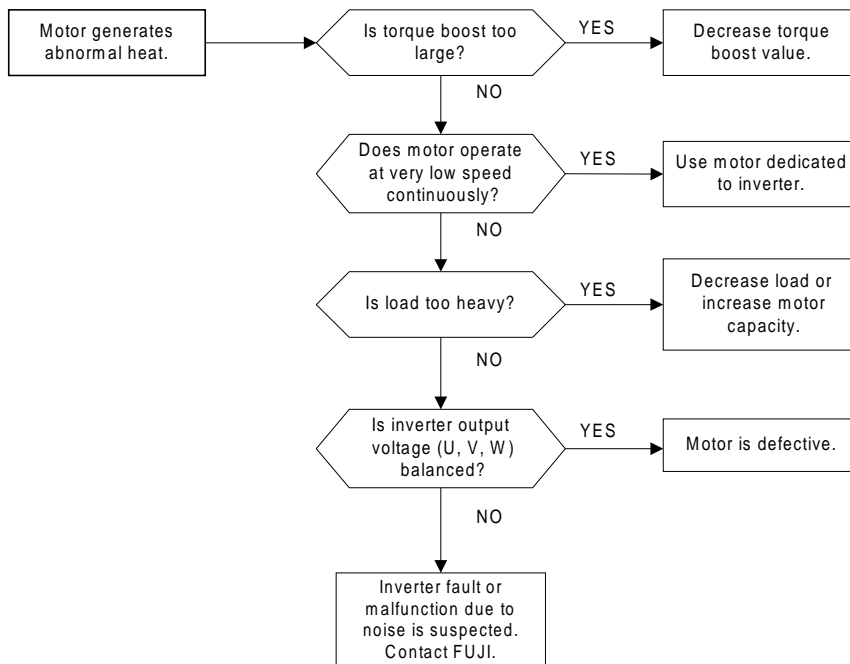 Motor generates
abnormal heat.
Is torque boost too
large?
YES
Decrease torque
boost value.
NO
Does motor operate
at very low speed
continuously?
YES
Use motor dedicated
to inverter.
NO
Is load too heavy?
YES
Decrease load or
increase motor
capacity.
NO
Is inverter output
voltage (U, V, W)
balanced?
YES
Motor is defective.
NO
Inverter fault or
malfunction due to
noise is suspected.
Contact FUJI.